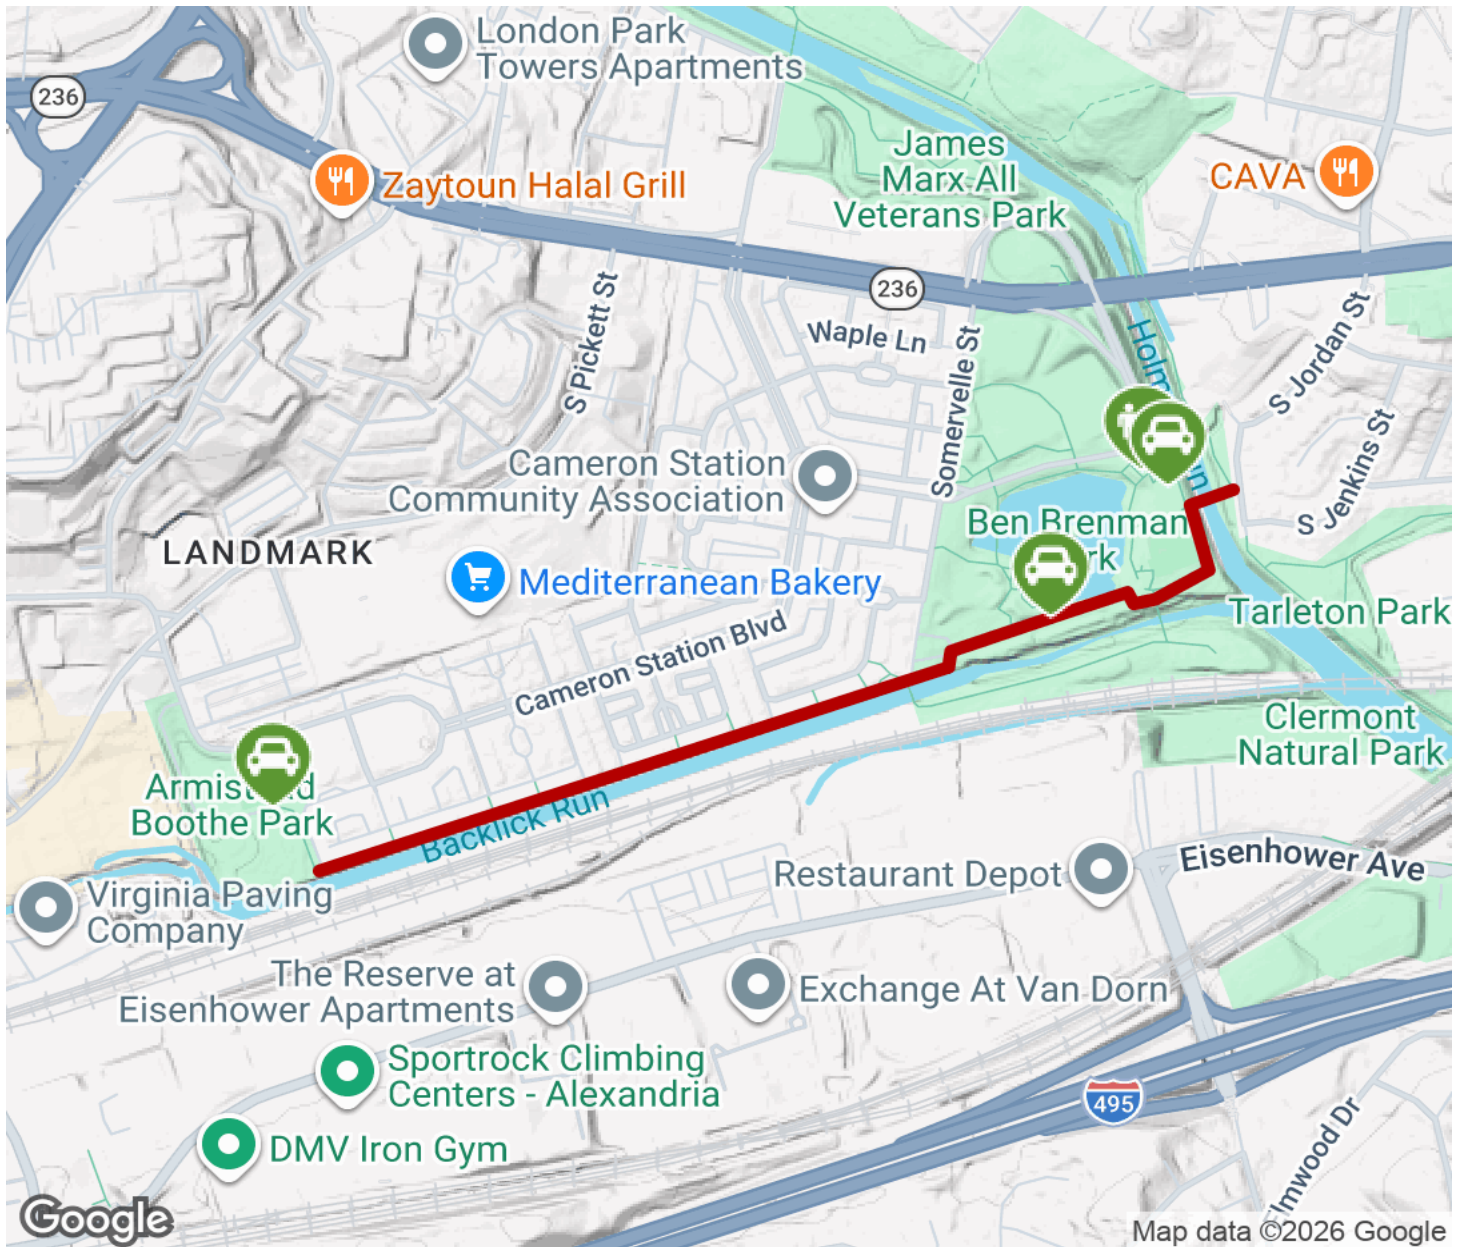 London Park
Towers Apartments
236
Zaytoun Halal Grill
James
Marx All
Veterans Park
CAVA
236
Waple Ln
S Pickett St
Somervelle St
S Jordan St
S Jenkins St
Cameron Station
Community Association
LANDMARK
Ben Brenman
Mediterranean Bakery
Tarleton Park
Cameron Station Blvd
Clermont
Natural Park
Boothe Park
Backlick Run
Eisenhower Ave
Restaurant Depot
Virginia Paving
Company
The Reserve at
Eisenhower Apartments
Exchange At Van Dorn
Sportrock Climbing
Centers - Alexandria
495
DMV Iron Gym
Google
Map data ©2026 Google